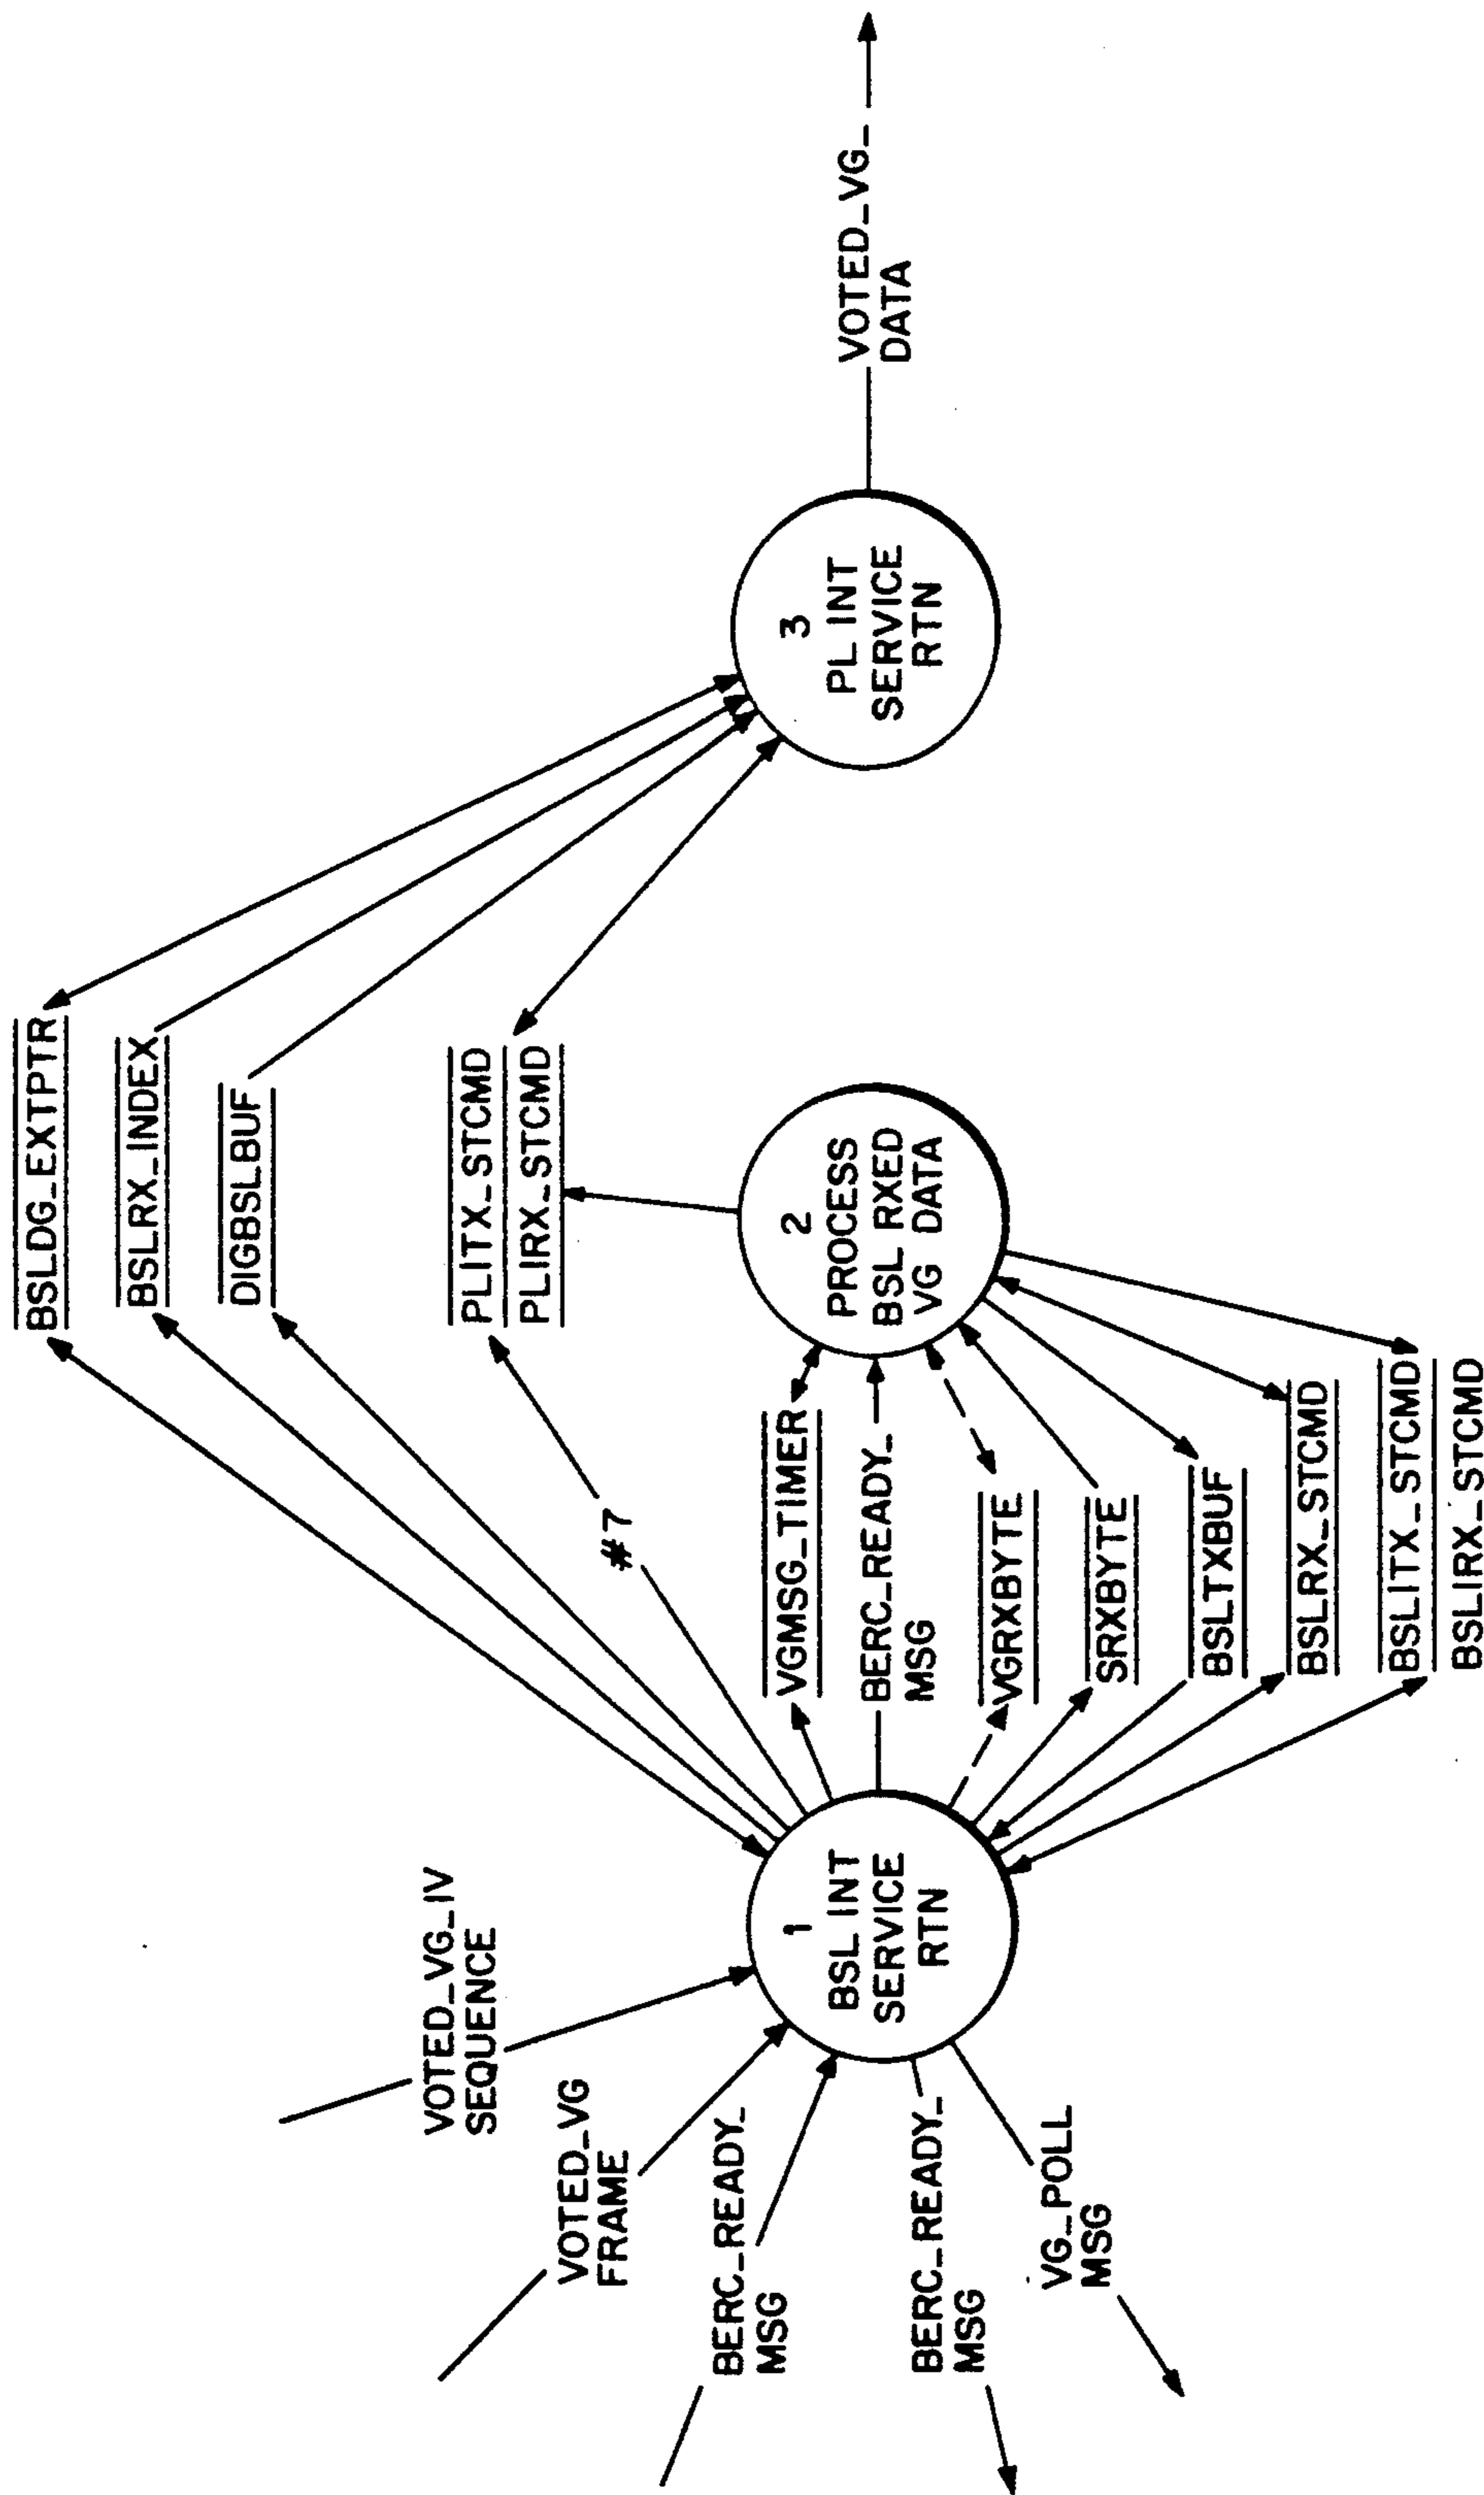 VOTED_VG_IV
SEQUENCE
VOTED_VG
FRAME
BERC_READY_
MSG
BERC_READY_
MSG
VG_POLL
MSG
1
BSL INT
SERVICE
RTN
BSLDG_EXTPTR
BSLRX_INDEX
DIGBSLBUF
PLITX_STCMD
PLIRX_STCMD
#7
VGMSG_TIMER
BERC_READY_
MSG
VGRXBYTE
SRXBYTE
BSLTXBUF
BSLRX_STCMD
BSLITX_STCMD
BSLIRX_STCMD
2
PROCESS
BSL RXED
VG DATA
3
PL INT
SERVICE
RTN
VOTED_VG_
DATA